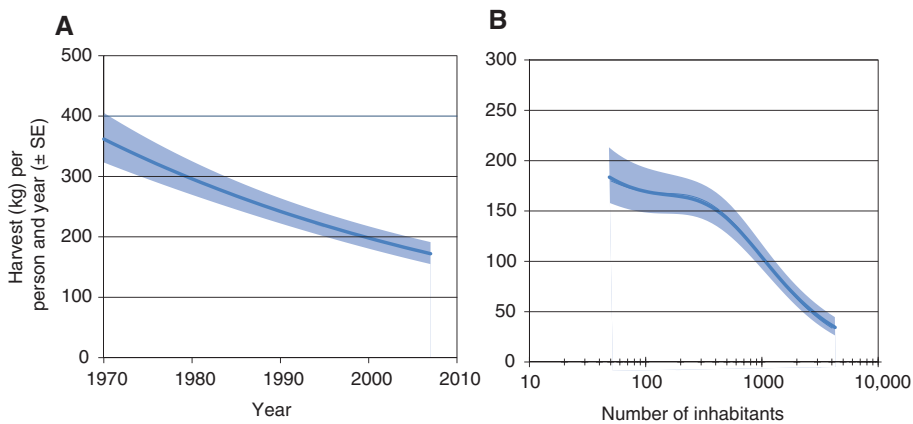 A
B
Harvest (kg) per
person and year (± SE)
500
400
300
200
100
0
1970 1980 1990 2000 2010
Year
300
250
200
150
100
50
0
10 100 1000 10,000
Number of inhabitants